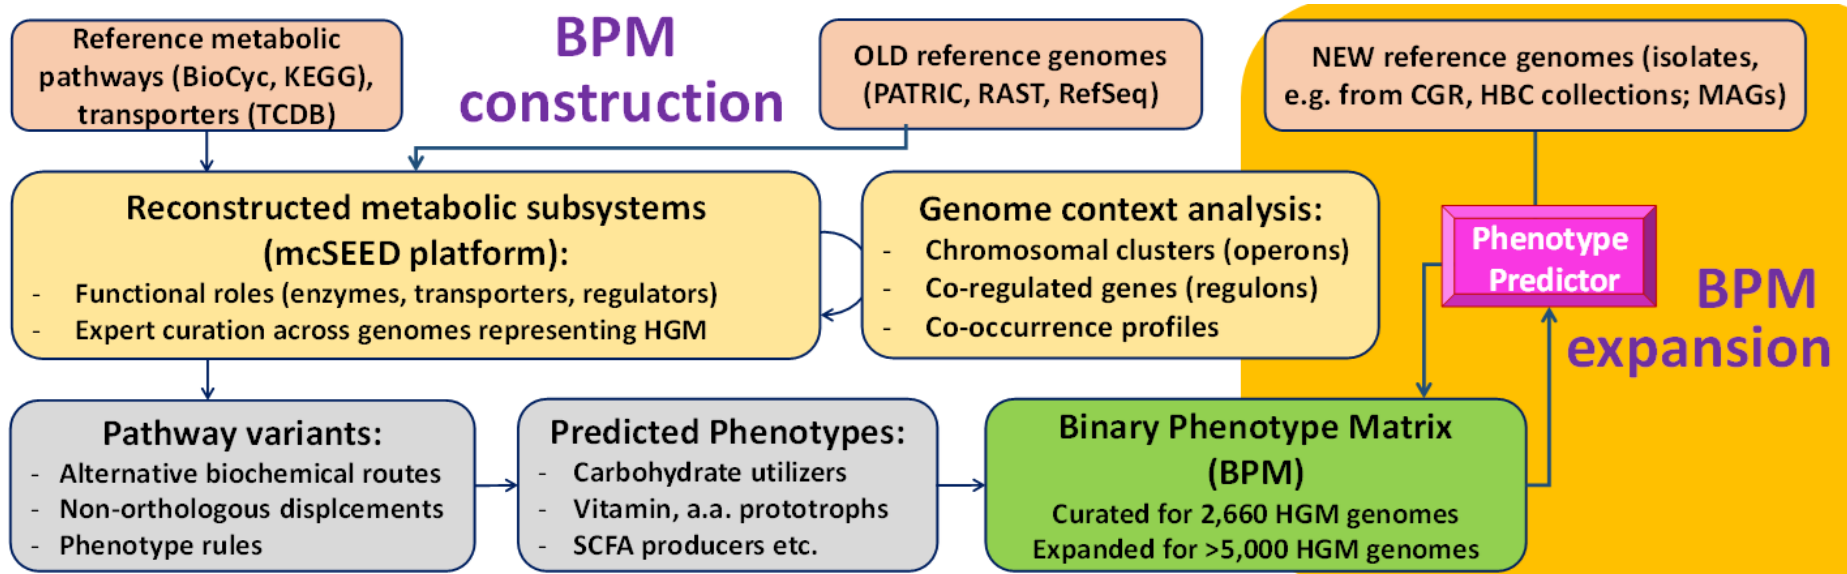 Reference metabolic
pathways (BioCyc, KEGG),
transporters (TCDB)
BPM
construction
OLD reference genomes
(PATRIC, RAST, RefSeq)
NEW reference genomes (isolates,
e.g. from CGR, HBC collections; MAGs)
Reconstructed metabolic subsystems
(mcSEED platform):
- Functional roles (enzymes, transporters, regulators)
- Expert curation across genomes representing HGM
Genome context analysis:
- Chromosomal clusters (operons)
- Co-regulated genes (regulons)
- Co-occurrence profiles
Phenotype
Predictor
BPM
expansion
Pathway variants:
- Alternative biochemical routes
- Non-orthologous displcements
- Phenotype rules
Predicted Phenotypes:
- Carbohydrate utilizers
- Vitamin, a.a. prototrophs
- SCFA producers etc.
Binary Phenotype Matrix
(BPM)
Curated for 2,660 HGM genomes
Expanded for >5,000 HGM genomes